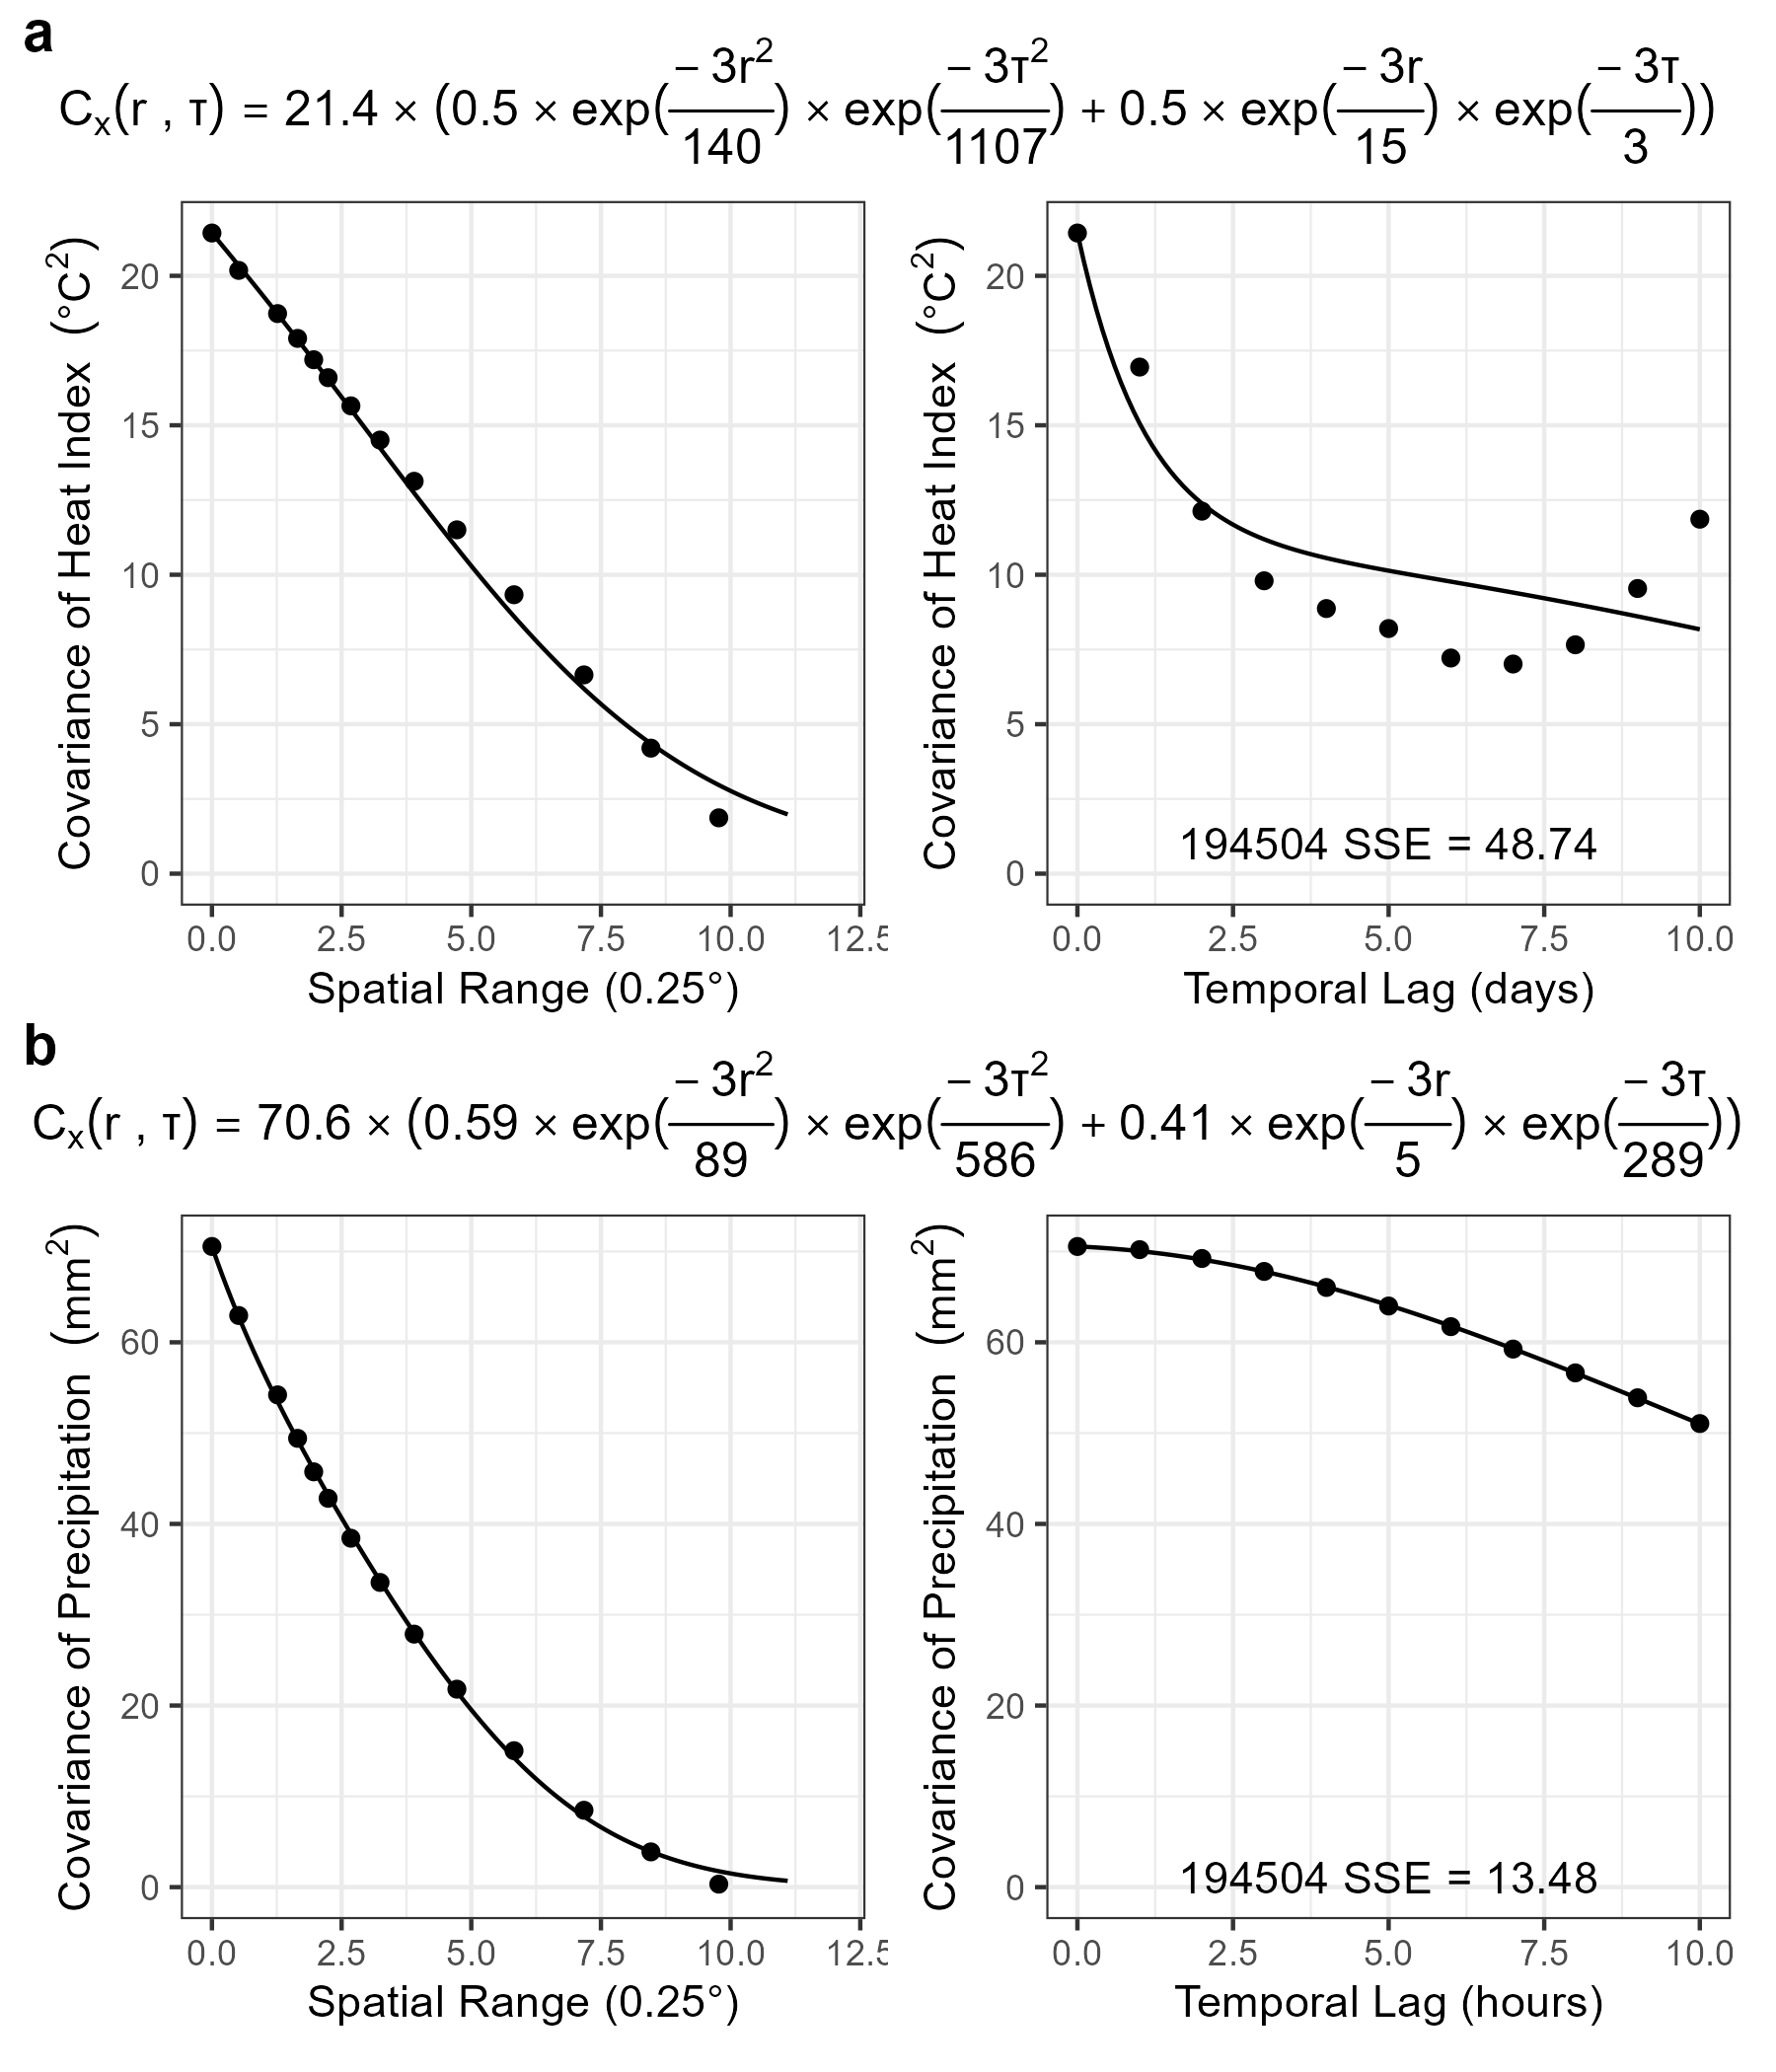 a
Cₓ(r , τ) = 21.4 × (0.5 × exp(− 3r²/140) × exp(− 3τ²/1107) + 0.5 × exp(− 3r/15) × exp(− 3τ/3))
Covariance of Heat Index (°C²)
20
15
10
5
0
0.0 2.5 5.0 7.5 10.0 12.5
Spatial Range (0.25°)
Covariance of Heat Index (°C²)
20
15
10
5
0
194504 SSE = 48.74
0.0 2.5 5.0 7.5 10.0
Temporal Lag (days)
b
Cₓ(r , τ) = 70.6 × (0.59 × exp(− 3r²/89) × exp(− 3τ²/586) + 0.41 × exp(− 3r/5) × exp(− 3τ/289))
Covariance of Precipitation (mm²)
60
40
20
0
0.0 2.5 5.0 7.5 10.0 12.5
Spatial Range (0.25°)
Covariance of Precipitation (mm²)
60
40
20
0
194504 SSE = 13.48
0.0 2.5 5.0 7.5 10.0
Temporal Lag (hours)